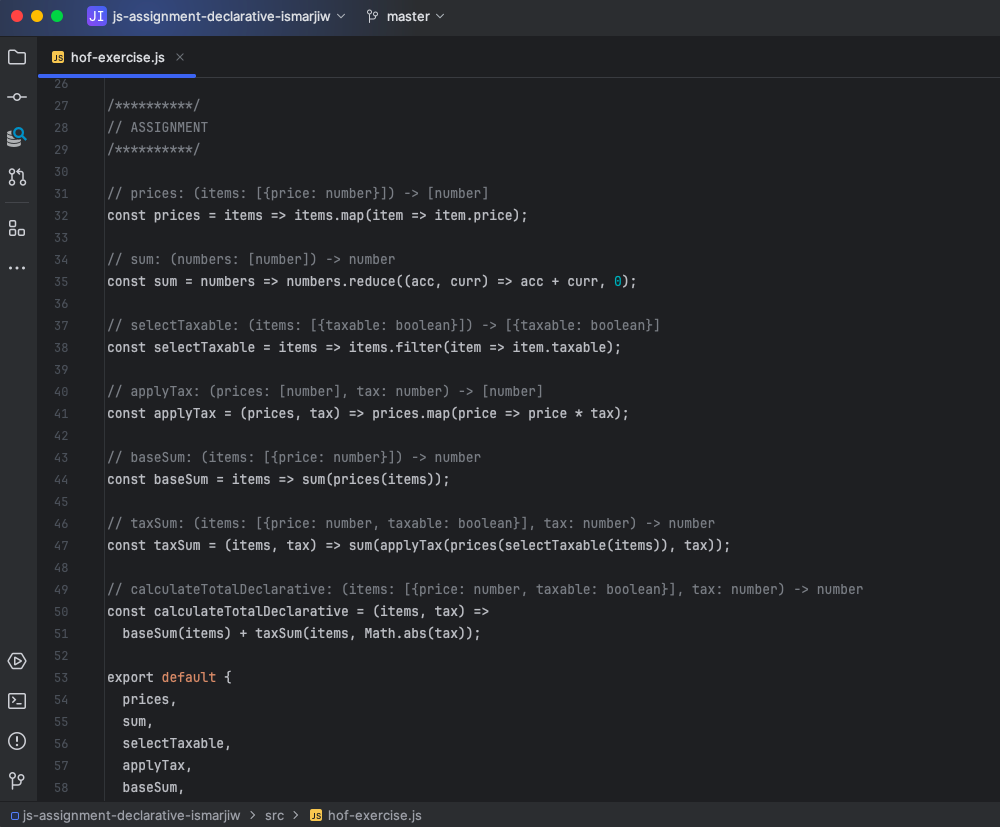 JI js-assignment-declarative-ismarjiw master
JS hof-exercise.js
26
27 /**********/
28 // ASSIGNMENT
29 /**********/
30
31 // prices: (items: [{price: number}]) -> [number]
32 const prices = items => items.map(item => item.price);
33
34 // sum: (numbers: [number]) -> number
35 const sum = numbers => numbers.reduce((acc, curr) => acc + curr, 0);
36
37 // selectTaxable: (items: [{taxable: boolean}]) -> [{taxable: boolean}]
38 const selectTaxable = items => items.filter(item => item.taxable);
39
40 // applyTax: (prices: [number], tax: number) -> [number]
41 const applyTax = (prices, tax) => prices.map(price => price * tax);
42
43 // baseSum: (items: [{price: number}]) -> number
44 const baseSum = items => sum(prices(items));
45
46 // taxSum: (items: [{price: number, taxable: boolean}], tax: number) -> number
47 const taxSum = (items, tax) => sum(applyTax(prices(selectTaxable(items)), tax));
48
49 // calculateTotalDeclarative: (items: [{price: number, taxable: boolean}], tax: number) -> number
50 const calculateTotalDeclarative = (items, tax) =>
51 baseSum(items) + taxSum(items, Math.abs(tax));
52
53 export default {
54 prices,
55 sum,
56 selectTaxable,
57 applyTax,
58 baseSum,
js-assignment-declarative-ismarjiw > src > JS hof-exercise.js